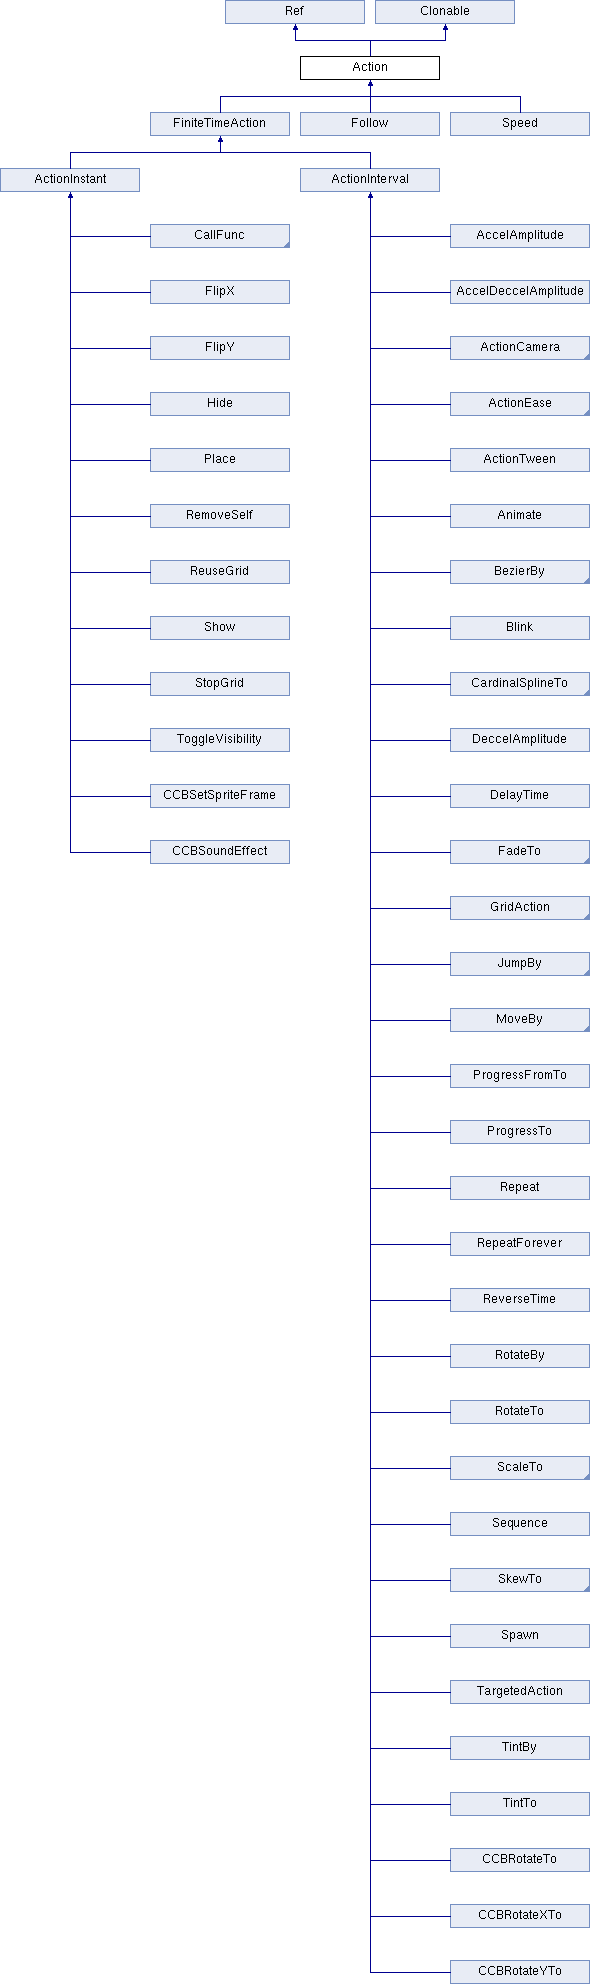 Ref
Clonable
Action
FiniteTimeAction
Follow
Speed
ActionInstant
ActionInterval
CallFunc
AccelAmplitude
FlipX
AccelDeccelAmplitude
FlipY
ActionCamera
Hide
ActionEase
Place
ActionTween
RemoveSelf
Animate
ReuseGrid
BezierBy
Show
Blink
StopGrid
CardinalSplineTo
ToggleVisibility
DeccelAmplitude
CCBSetSpriteFrame
DelayTime
CCBSoundEffect
FadeTo
GridAction
JumpBy
MoveBy
ProgressFromTo
ProgressTo
Repeat
RepeatForever
ReverseTime
RotateBy
RotateTo
ScaleTo
Sequence
SkewTo
Spawn
TargetedAction
TintBy
TintTo
CCBRotateTo
CCBRotateXTo
CCBRotateYTo